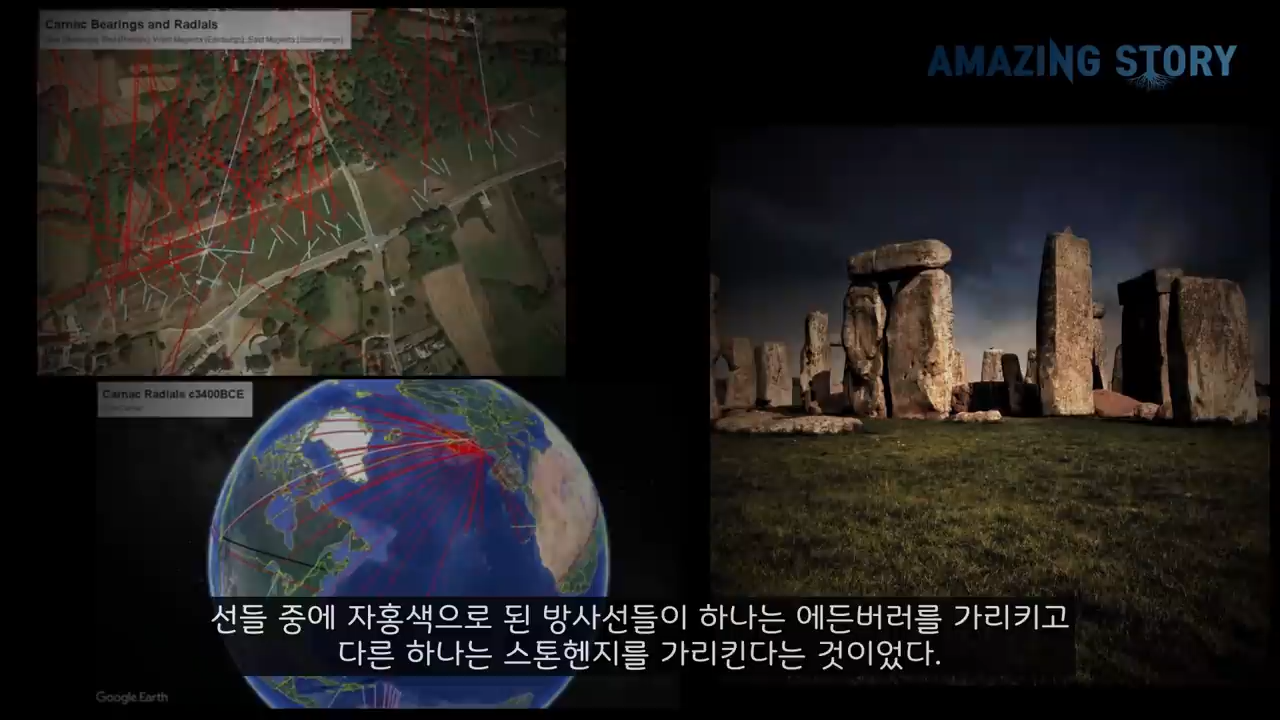 Carnac Bearings and Radials
AMAZING STORY
Carnac Radials c3400BCE
선들 중에 자홍색으로 된 방사선들이 하나는 에든버러를 가리키고
다른 하나는 스톤헨지를 가리킨다는 것이었다.
Google Earth